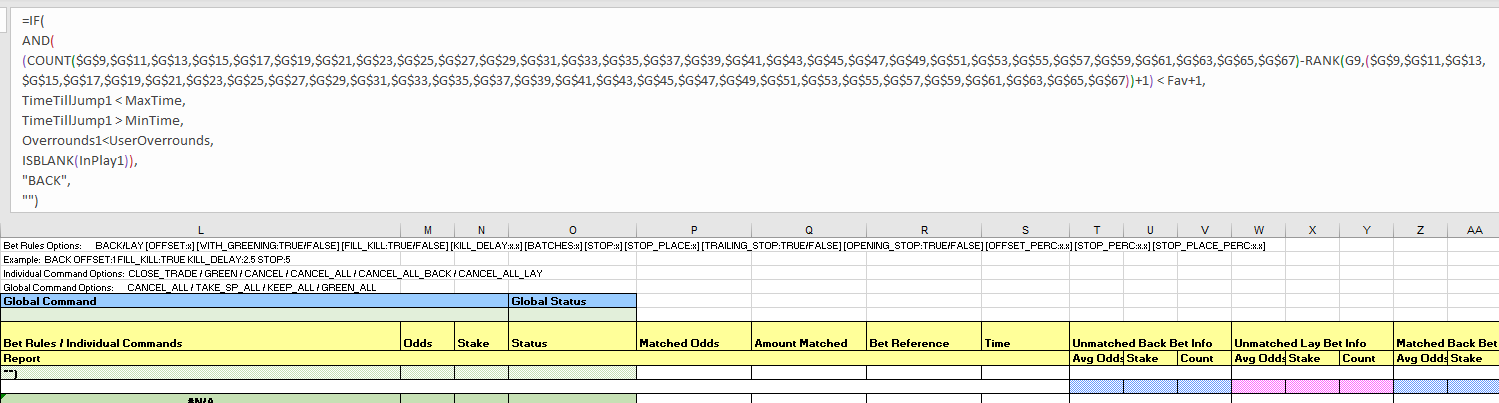 =IF(
AND(
(COUNT($G$9,$G$11,$G$13,$G$15,$G$17,$G$19,$G$21,$G$23,$G$25,$G$27,$G$29,$G$31,$G$33,$G$35,$G$37,$G$39,$G$41,$G$43,$G$45,$G$47,$G$49,$G$51,$G$53,$G$55,$G$57,$G$59,$G$61,$G$63,$G$65,$G$67)-RANK(G9,($G$9,$G$11,$G$13,
$G$15,$G$17,$G$19,$G$21,$G$23,$G$25,$G$27,$G$29,$G$31,$G$33,$G$35,$G$37,$G$39,$G$41,$G$43,$G$45,$G$47,$G$49,$G$51,$G$53,$G$55,$G$57,$G$59,$G$61,$G$63,$G$65,$G$67))+1) < Fav+1,
TimeTillJump1 < MaxTime,
TimeTillJump1 > MinTime,
Overrounds1<UserOverrounds,
ISBLANK(InPlay1)),
"BACK",
"")
L M N O P Q R S T U V W X Y Z AA
Bet Rules Options: BACK/LAY [OFFSET:x] [WITH_GREENING:TRUE/FALSE] [FILL_KILL:TRUE/FALSE] [KILL_DELAY:x.x] [BATCHES:x] [STOP:x] [STOP_PLACE:x] [TRAILING_STOP:TRUE/FALSE] [OPENING_STOP:TRUE/FALSE] [OFFSET_PERC:x.x] [STOP_PERC:x.x] [STOP_PLACE_PERC:x.x]
Example: BACK OFFSET:1 FILL_KILL:TRUE KILL_DELAY:2.5 STOP:5
Individual Command Options: CLOSE_TRADE / GREEN / CANCEL / CANCEL_ALL / CANCEL_ALL_BACK / CANCEL_ALL_LAY
Global Command Options: CANCEL_ALL / TAKE_SP_ALL / KEEP_ALL / GREEN_ALL
Global Command Global Status
Bet Rules / Individual Commands Odds Stake Status Matched Odds Amount Matched Bet Reference Time Unmatched Back Bet Info Unmatched Lay Bet Info Matched Back Bet
Report Avg Odds Stake Count Avg Odds Stake Count Avg Odds Stake
"")
#N/A